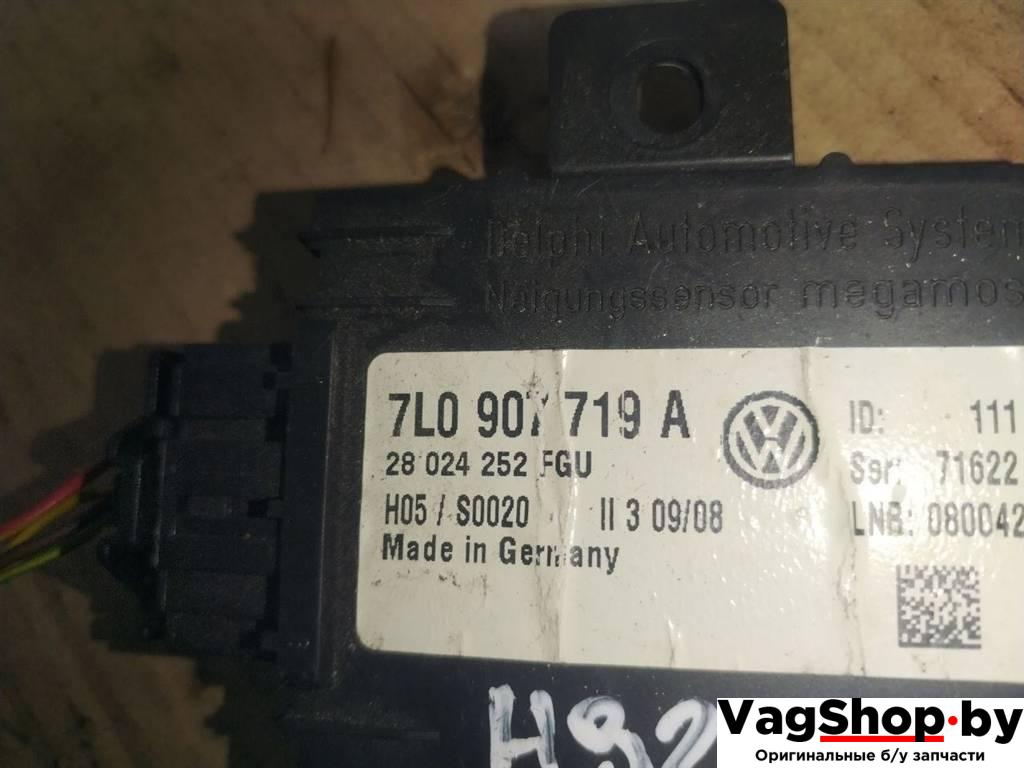 Delphi Automotive System
Neigungssensor megamos
7L0 907 719 A
28 024 252 FGU
H05 / S0020 II 3 09/08
Made in Germany
ID: 111
Ser: 71622
LNB: 080042
H92
VagShop.by
Оригинальные б/у запчасти